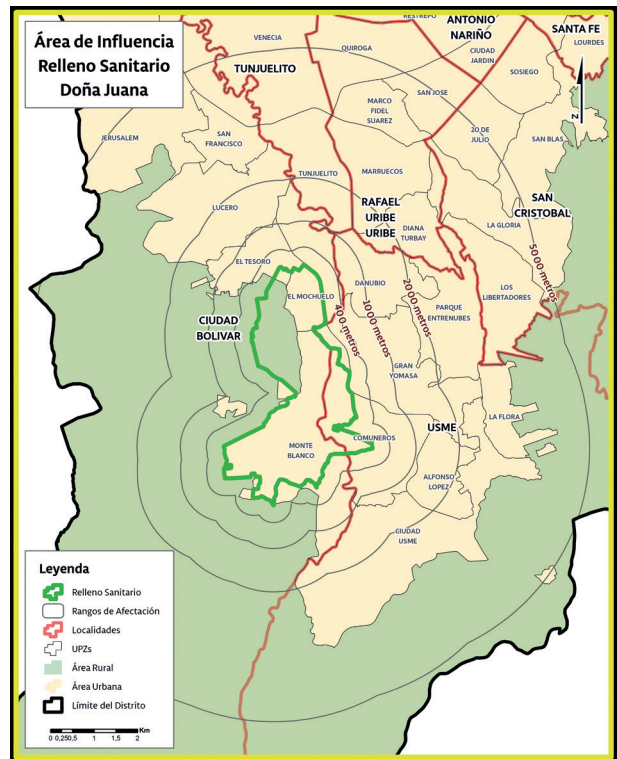 Área de Influencia
Relleno Sanitario
Doña Juana
RESTREPO
ANTONIO
NARIÑO
SANTA FE
LOURDES
VENECIA
QUIROGA
CIUDAD
JARDIN
SOSIEGO
TUNJUELITO
SAN JOSE
MARCO
FIDEL
SUAREZ
N
JERUSALEM
SAN
FRANCISCO
20 DE
JULIO
SAN BLAS
TUNJUELITO
MARRUECOS
LUCERO
RAFAEL
URIBE
URIBE
SAN
CRISTOBAL
DIANA
TURBAY
LA GLORIA
EL TESORO
5000 metros
DANUBIO
LOS
LIBERTADORES
EL MOCHUELO
2000 metros
1000 metros
400 metros
PARQUE
ENTRENUBES
CIUDAD
BOLIVAR
GRAN
YOMASA
LA FLORA
USME
COMUNEROS
MONTE
BLANCO
ALFONSO
LOPEZ
CIUDAD
USME
Leyenda
Relleno Sanitario
Rangos de Afectación
Localidades
UPZs
Área Rural
Área Urbana
Límite del Distrito
Km
0 0,250,5 1 1,5 2